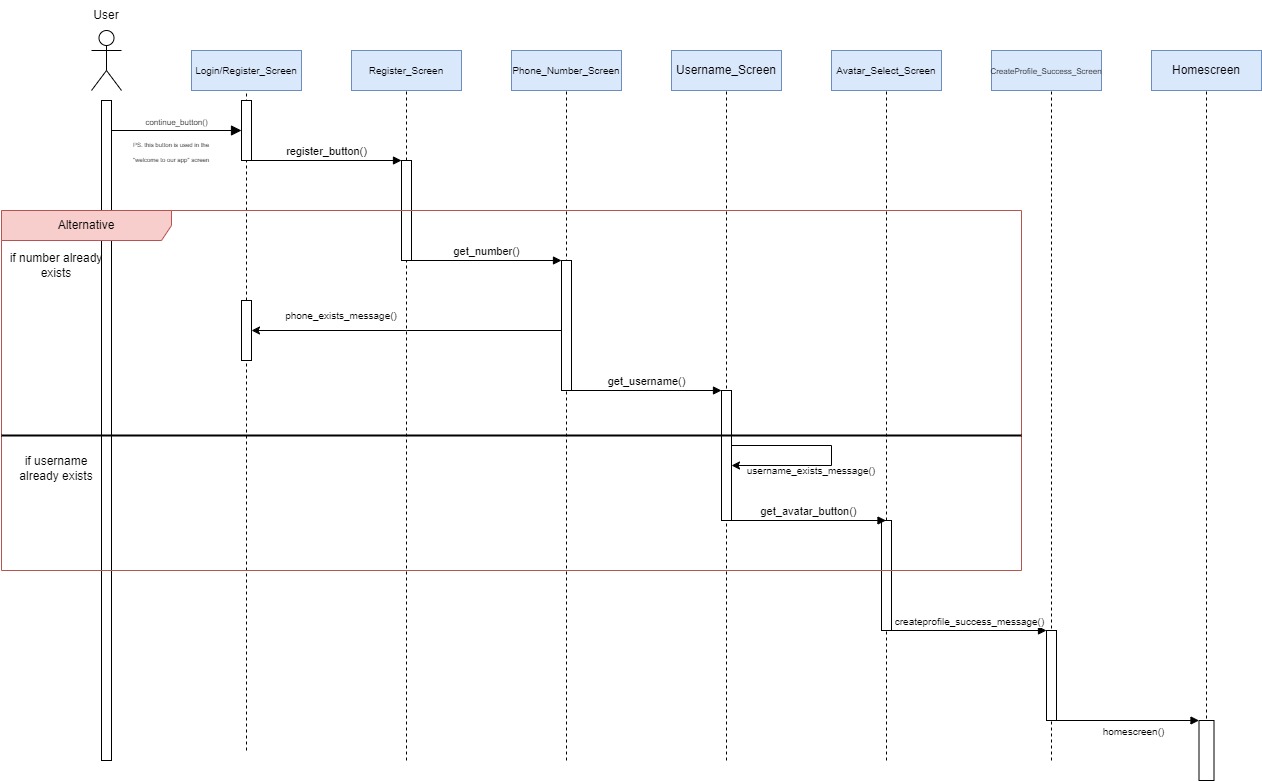 User
Login/Register_Screen
Register_Screen
Phone_Number_Screen
Username_Screen
Avatar_Select_Screen
CreateProfile_Success_Screen
Homescreen
continue_button()
PS. this button is used in the
"welcome to our app" screen
register_button()
Alternative
if number already
exists
get_number()
phone_exists_message()
get_username()
if username
already exists
username_exists_message()
get_avatar_button()
createprofile_success_message()
homescreen()